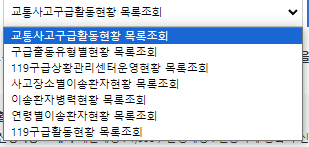 교통사고구급활동현황 목록조회
교통사고구급활동현황 목록조회
구급출동유형별현황 목록조회
119구급상황관리센터운영현황 목록조회
사고장소별이송환자현황 목록조회
이송환자병력현황 목록조회
연령별이송환자현황 목록조회
119구급활동현황 목록조회